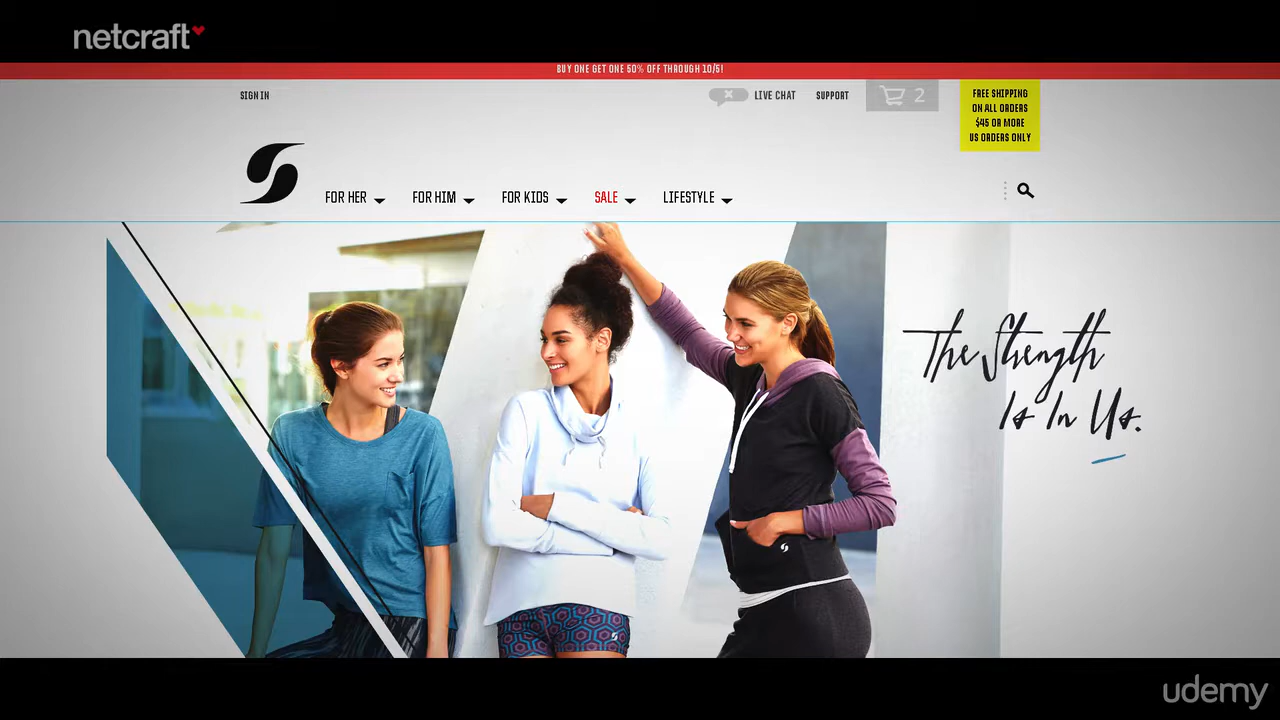 netcraft
BUY ONE GET ONE 50% OFF THROUGH 10/5!
SIGN IN
LIVE CHAT
SUPPORT
2
FREE SHIPPING
ON ALL ORDERS
$45 OR MORE
US ORDERS ONLY
FOR HER
FOR HIM
FOR KIDS
SALE
LIFESTYLE
The Strength
Is In Us.
udemy